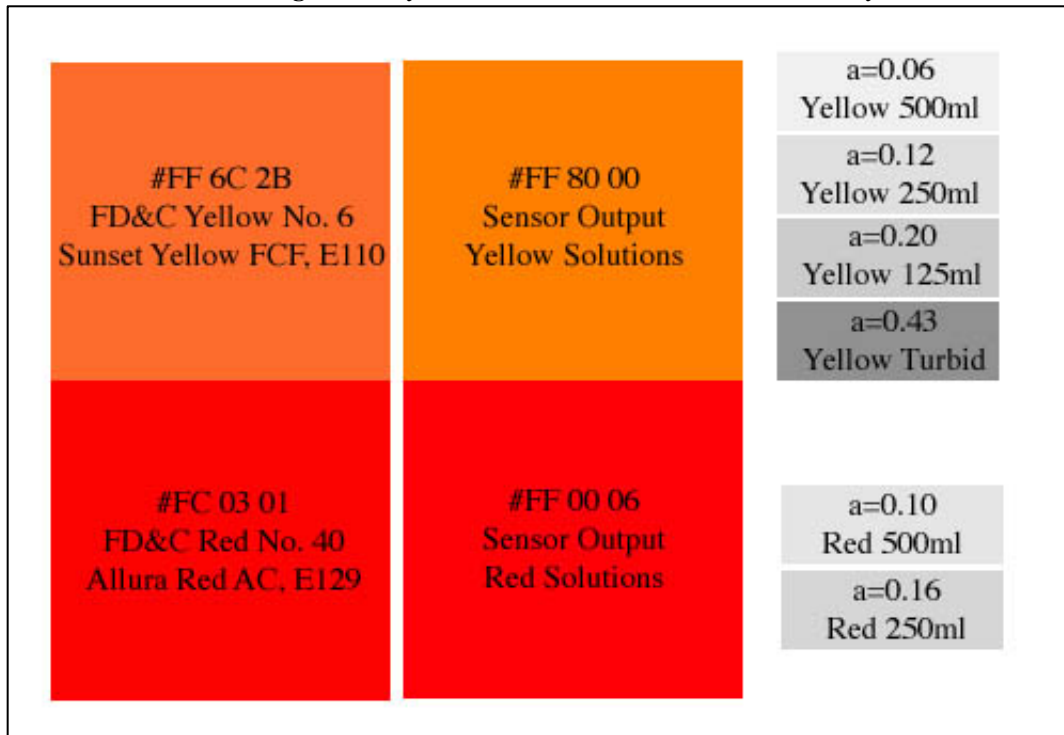 #FF 6C 2B
FD&C Yellow No. 6
Sunset Yellow FCF, E110
#FF 80 00
Sensor Output
Yellow Solutions
a=0.06
Yellow 500ml
a=0.12
Yellow 250ml
a=0.20
Yellow 125ml
a=0.43
Yellow Turbid
#FC 03 01
FD&C Red No. 40
Allura Red AC, E129
#FF 00 06
Sensor Output
Red Solutions
a=0.10
Red 500ml
a=0.16
Red 250ml